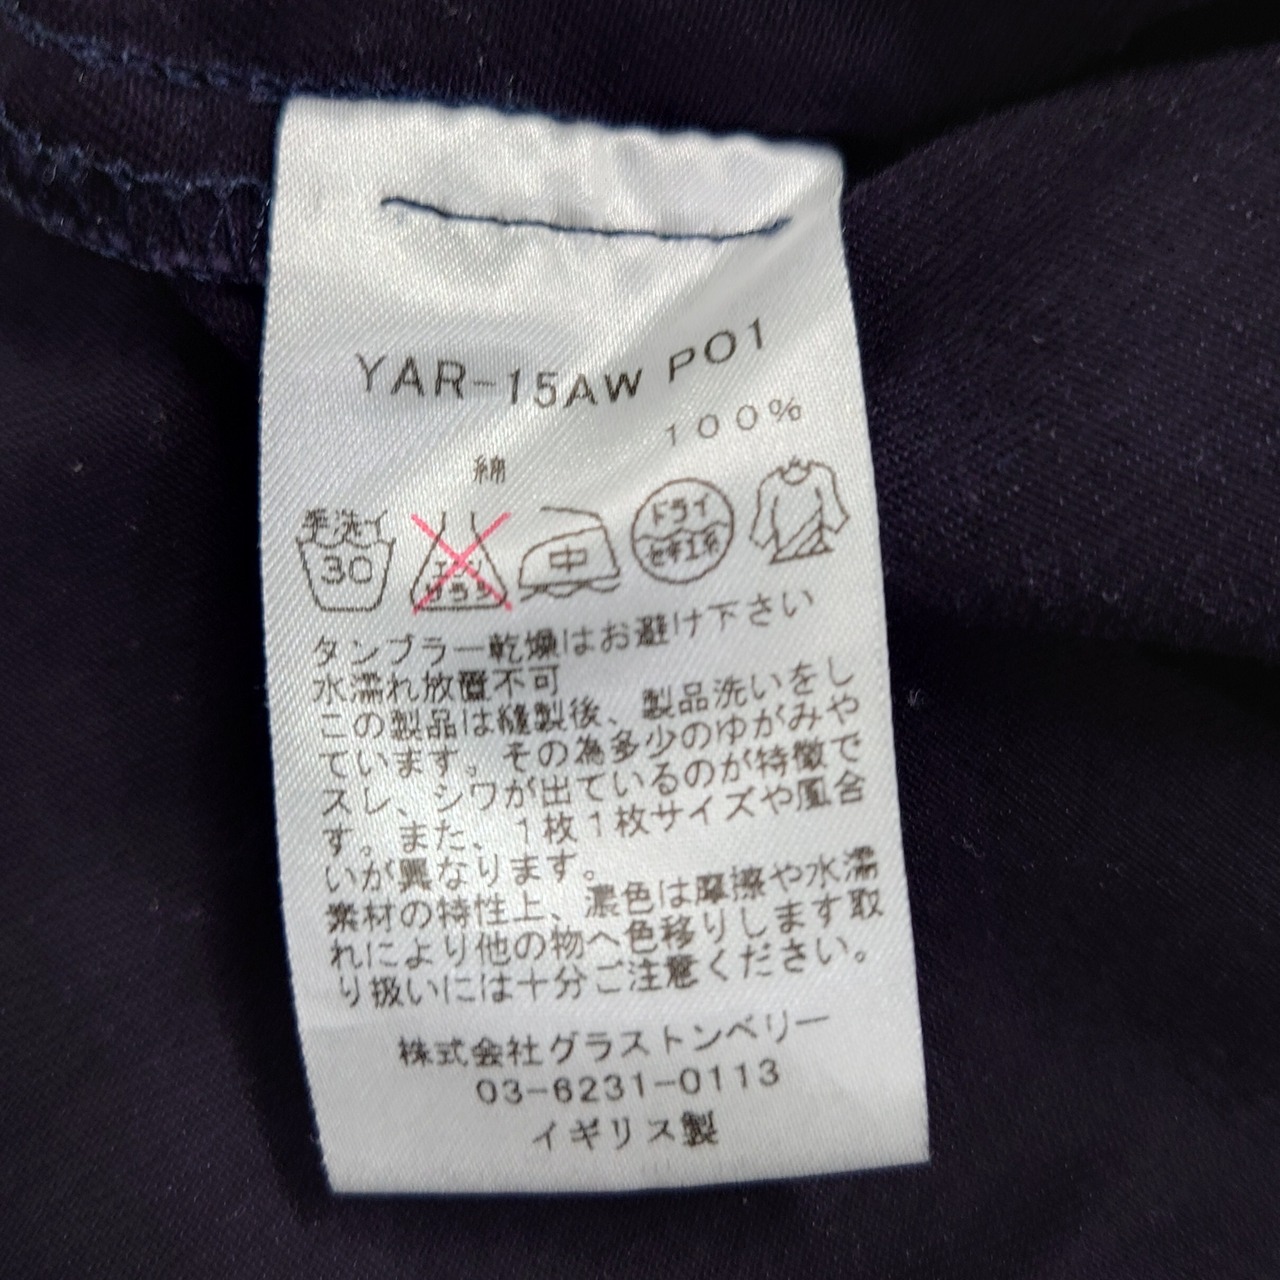 YAR-15AW PO1
綿 100%
手洗イ
30
エンソ
サラシ
中
ドライ
セキユ系
タンブラー乾燥はお避け下さい
水濡れ放置不可
この製品は縫製後、製品洗いをし
ています。その為多少のゆがみや
スレ、シワが出ているのが特徴で
す。また、1枚1枚サイズや風合
いが異なります。
素材の特性上、濃色は摩擦や水濡
れにより他の物へ色移りします取
り扱いには十分ご注意ください。
株式会社グラストンベリー
03-6231-0113
イギリス製